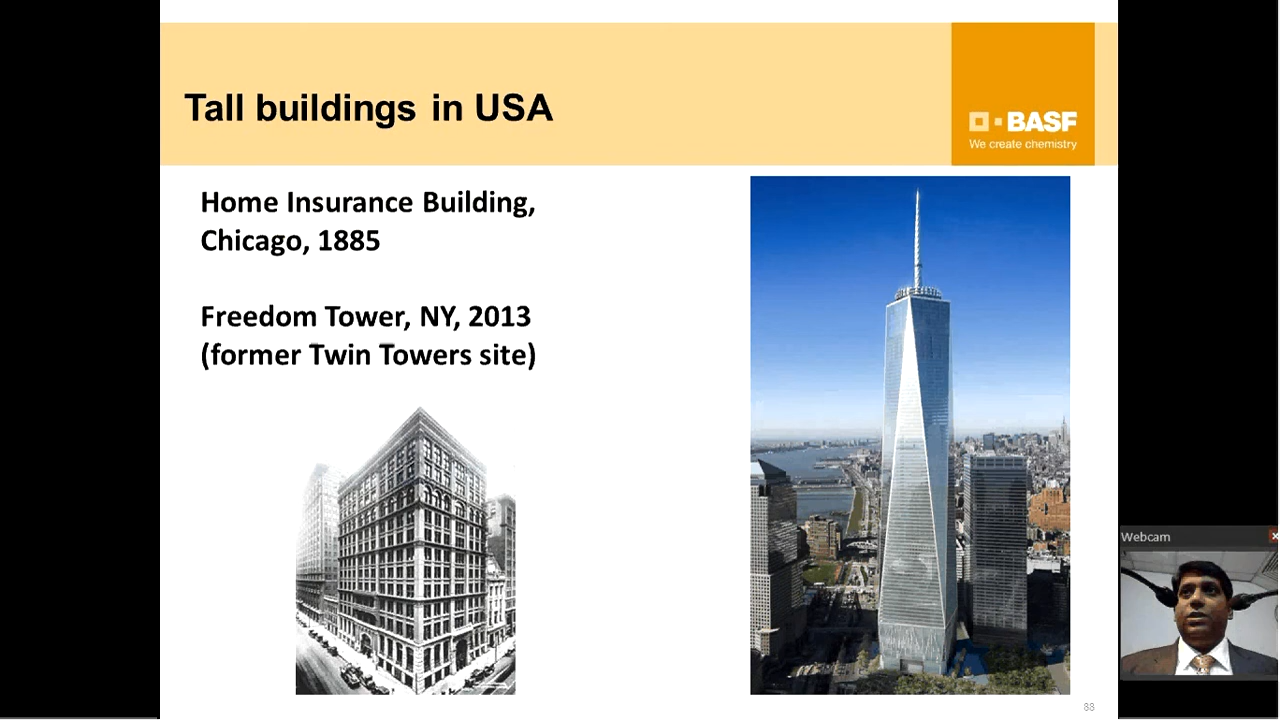 Tall buildings in USA
BASF
We create chemistry
Home Insurance Building,
Chicago, 1885
Freedom Tower, NY, 2013
(former Twin Towers site)
Webcam
88